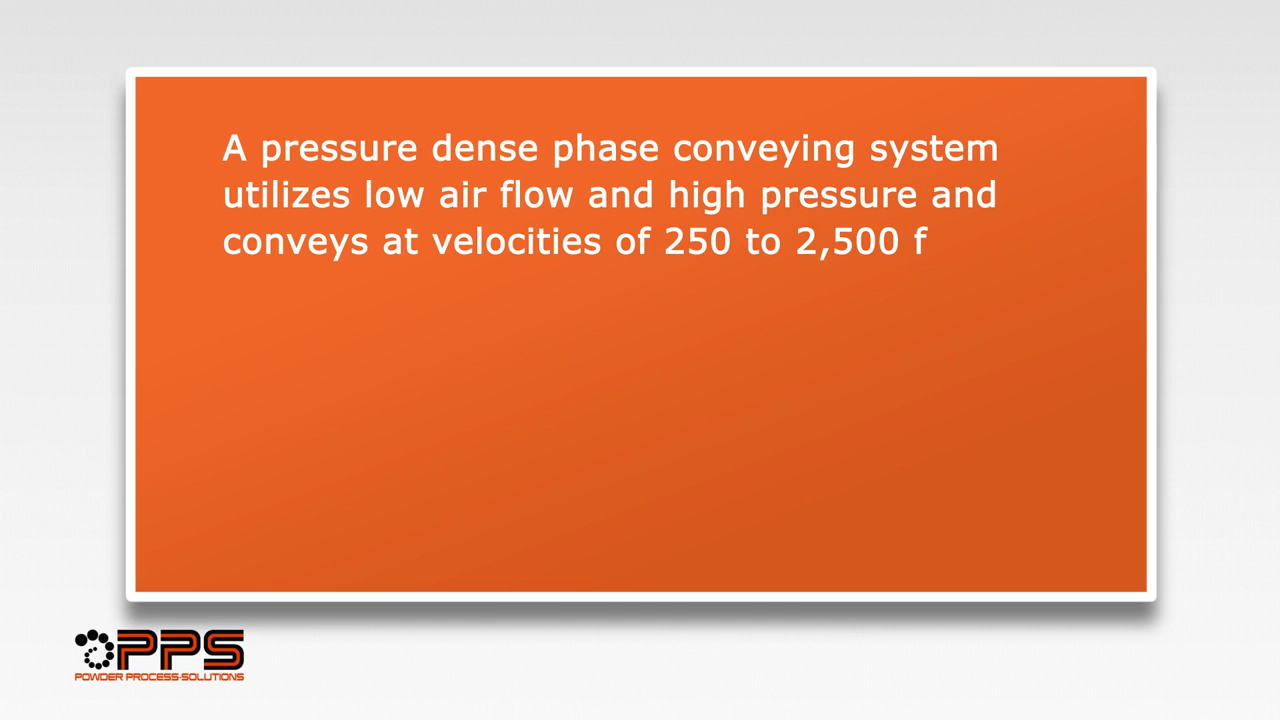 A pressure dense phase conveying system
utilizes low air flow and high pressure and
conveys at velocities of 250 to 2,500 f
PPS
POWDER PROCESS-SOLUTIONS